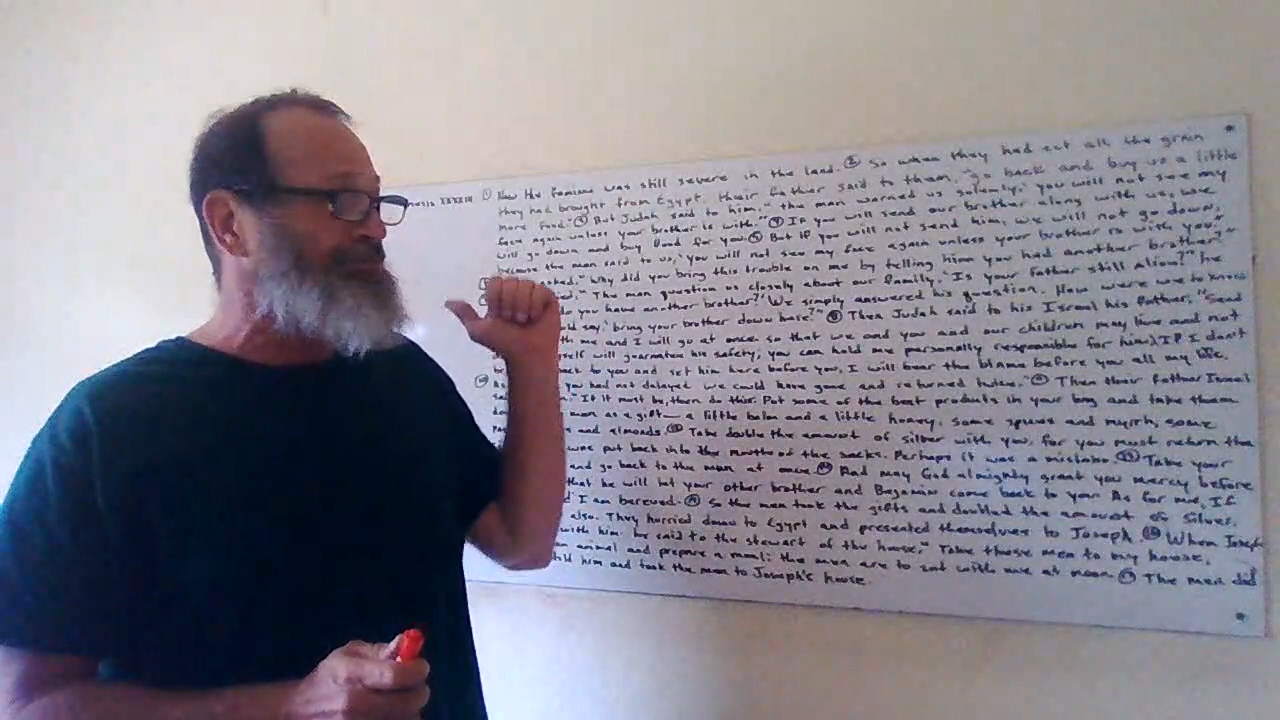 ① Now the famine was still severe in the land. ② So when they had eat all the grain
they had brought from Egypt, their father said to them, "go back and buy us a little
more food." ③ But Judah said to him, "the man warned us solemnly: 'you will not see my
face again unless your brother is with.'" ④ If you will send our brother along with us, we
will go down and buy food for you. ⑤ But if you will not send him, we will not go down,
because the man said to us, 'you will not see my face again unless your brother is with you.'"
asked, "why did you bring this trouble on me by telling him you had another brother?"
"The man question us closely about our family. 'Is your father still alive?' he
do you have another brother?' We simply answered his question. How were we to know
say, 'bring your brother down here?'" ⑧ Then Judah said to his Israel his father, "Send
me and I will go at once so that we and you and our children may live and not
self will guarantee his safety; you can hold me personally responsible for him. If I don't
back to you and set him here before you, I will bear the blame before you all my life.
⑩ you had not delayed we could have gone and returned twice." ⑪ Then their father Israel
"If it must be, then do this: Put some of the best products in your bag and take them
man as a gift — a little balm and a little honey, some spices and myrrh, some
and almonds. ⑫ Take double the amount of silver with you, for you must return the
was put back into the mouths of the sacks. Perhaps it was a mistake. ⑬ Take your
and go back to the man at once. ⑭ And may God almighty grant you mercy before
that he will let your other brother and Benjamin come back to you. As for me, If
I am bereved. ⑮ So the men took the gifts and doubled the amount of silver,
also. They hurried down to Egypt and presented themselves to Joseph. ⑯ When Joseph
with him he said to the stewart of the house, "Take these men to my house,
animal and prepare a meal; the men are to eat with me at noon. ⑰ The men did
told him and took the men to Joseph's house.